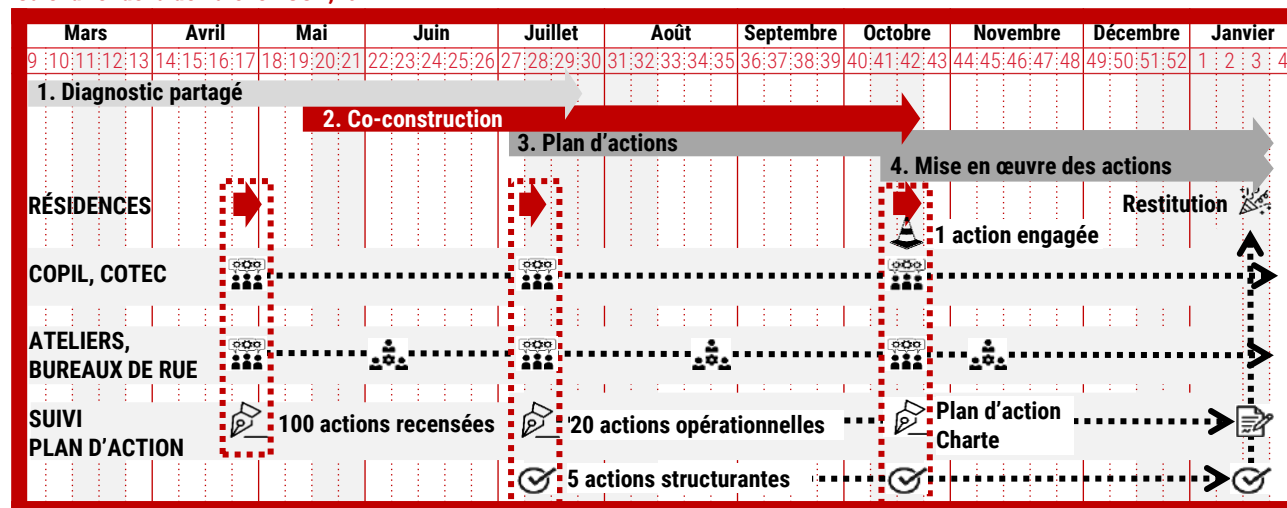 Mars Avril Mai Juin Juillet Août Septembre Octobre Novembre Décembre Janvier
9 10 11 12 13 14 15 16 17 18 19 20 21 22 23 24 25 26 27 28 29 30 31 32 33 34 35 36 37 38 39 40 41 42 43 44 45 46 47 48 49 50 51 52 1 2 3 4
1. Diagnostic partagé
2. Co-construction
3. Plan d'actions
4. Mise en œuvre des actions
RÉSIDENCES
Restitution
1 action engagée
COPIL, COTEC
ATELIERS,
BUREAUX DE RUE
SUIVI
PLAN D'ACTION
100 actions recensées
20 actions opérationnelles
Plan d'action
Charte
5 actions structurantes